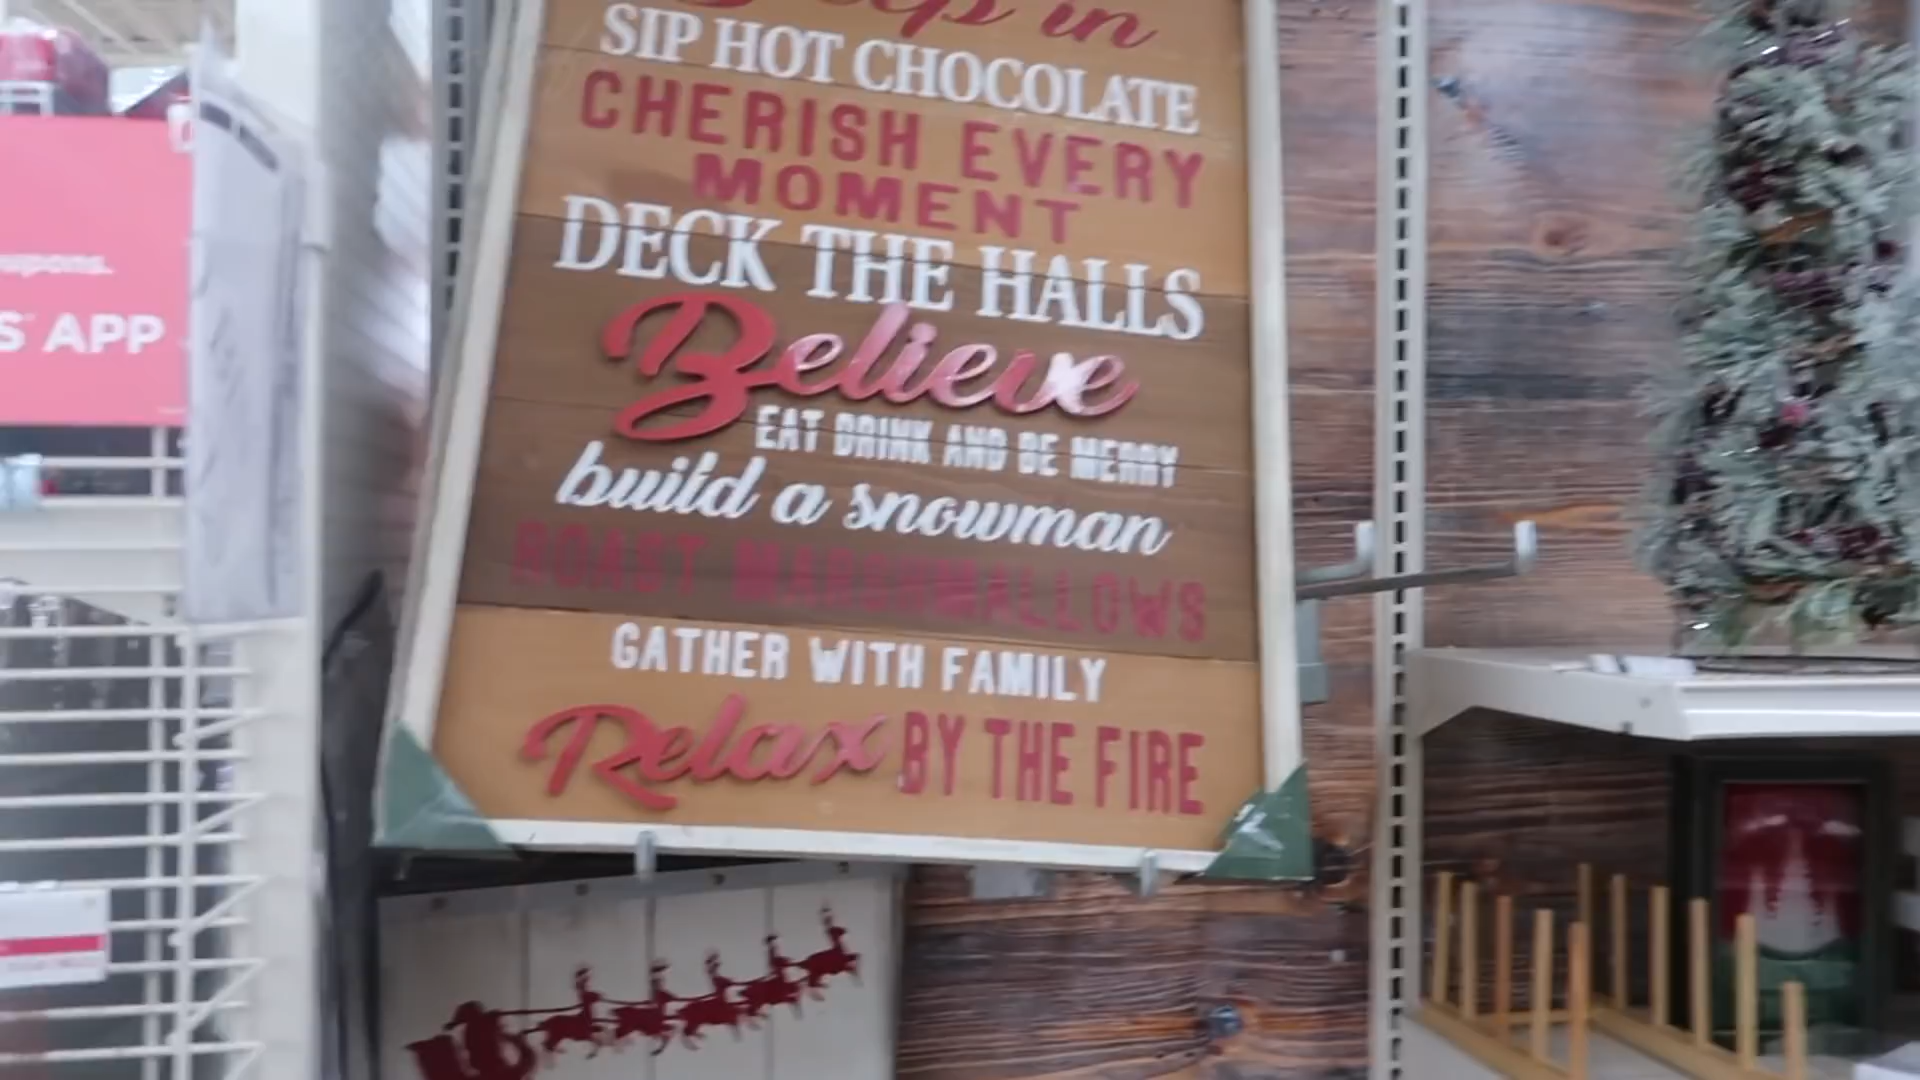 in
SIP HOT CHOCOLATE
CHERISH EVERY
MOMENT
DECK THE HALLS
Believe
EAT DRINK AND BE MERRY
build a snowman
ROAST MARSHMALLOWS
GATHER WITH FAMILY
Relax BY THE FIRE
APP